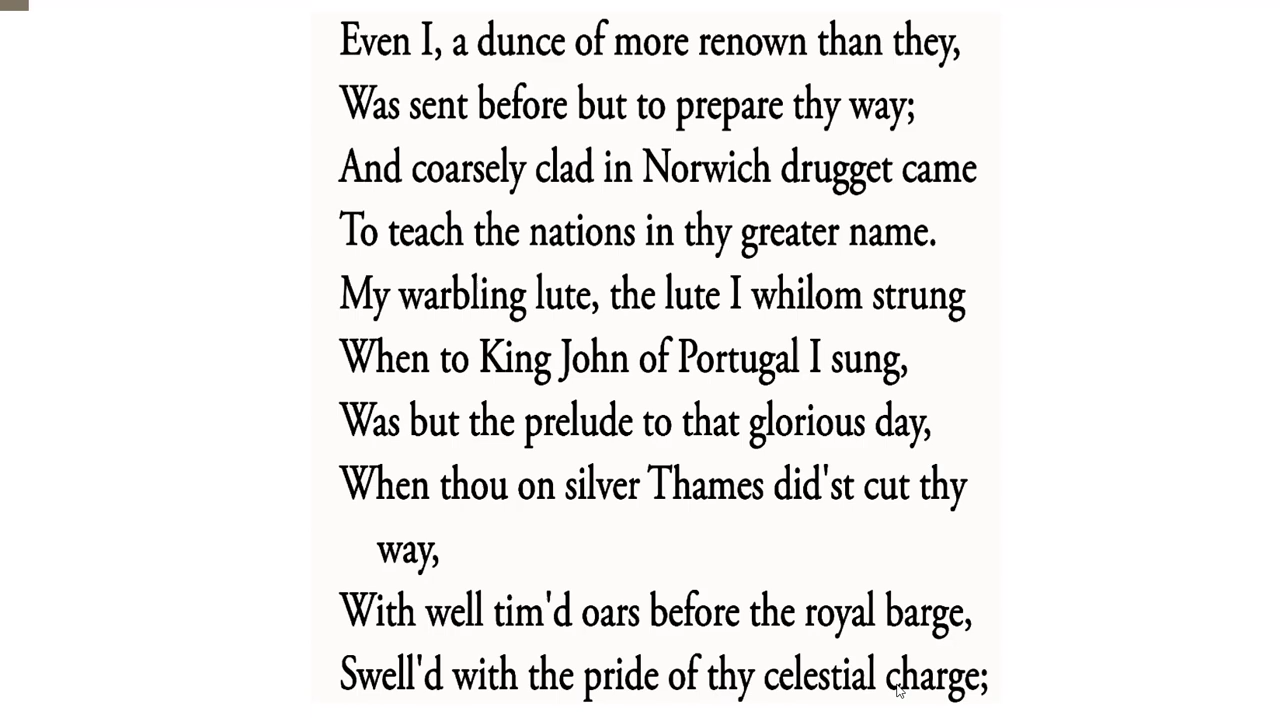 Even I, a dunce of more renown than they,
Was sent before but to prepare thy way;
And coarsely clad in Norwich drugget came
To teach the nations in thy greater name.
My warbling lute, the lute I whilom strung
When to King John of Portugal I sung,
Was but the prelude to that glorious day,
When thou on silver Thames did'st cut thy
way,
With well tim'd oars before the royal barge,
Swell'd with the pride of thy celestial charge;